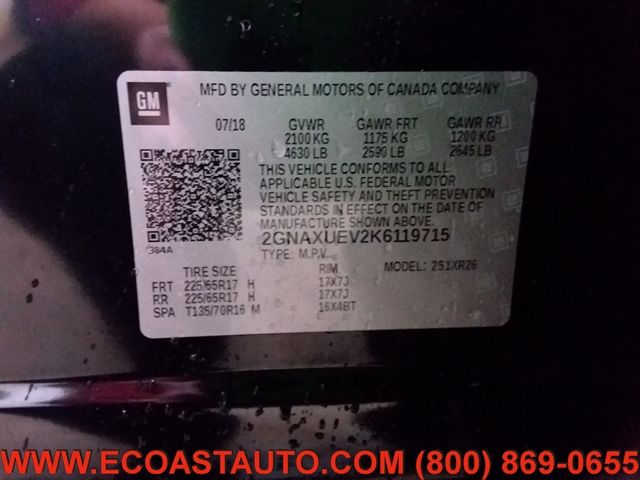 GM
MFD BY GENERAL MOTORS OF CANADA COMPANY
07/18 GVWR GAWR FRT GAWR RR
2100 KG 1175 KG 1200 KG
4630 LB 2590 LB 2645 LB
THIS VEHICLE CONFORMS TO ALL
APPLICABLE U.S. FEDERAL MOTOR
VEHICLE SAFETY AND THEFT PREVENTION
STANDARDS IN EFFECT ON THE DATE OF
MANUFACTURE SHOWN ABOVE.
384A 2GNAXUEV2K6119715
TYPE: M.P.V. MODEL: 251XR26
TIRE SIZE RIM
FRT 225/65R17 H 17X7J
RR 225/65R17 H 17X7J
SPA T135/70R16 M 16X4BT
WWW.ECOASTAUTO.COM (800) 869-0655